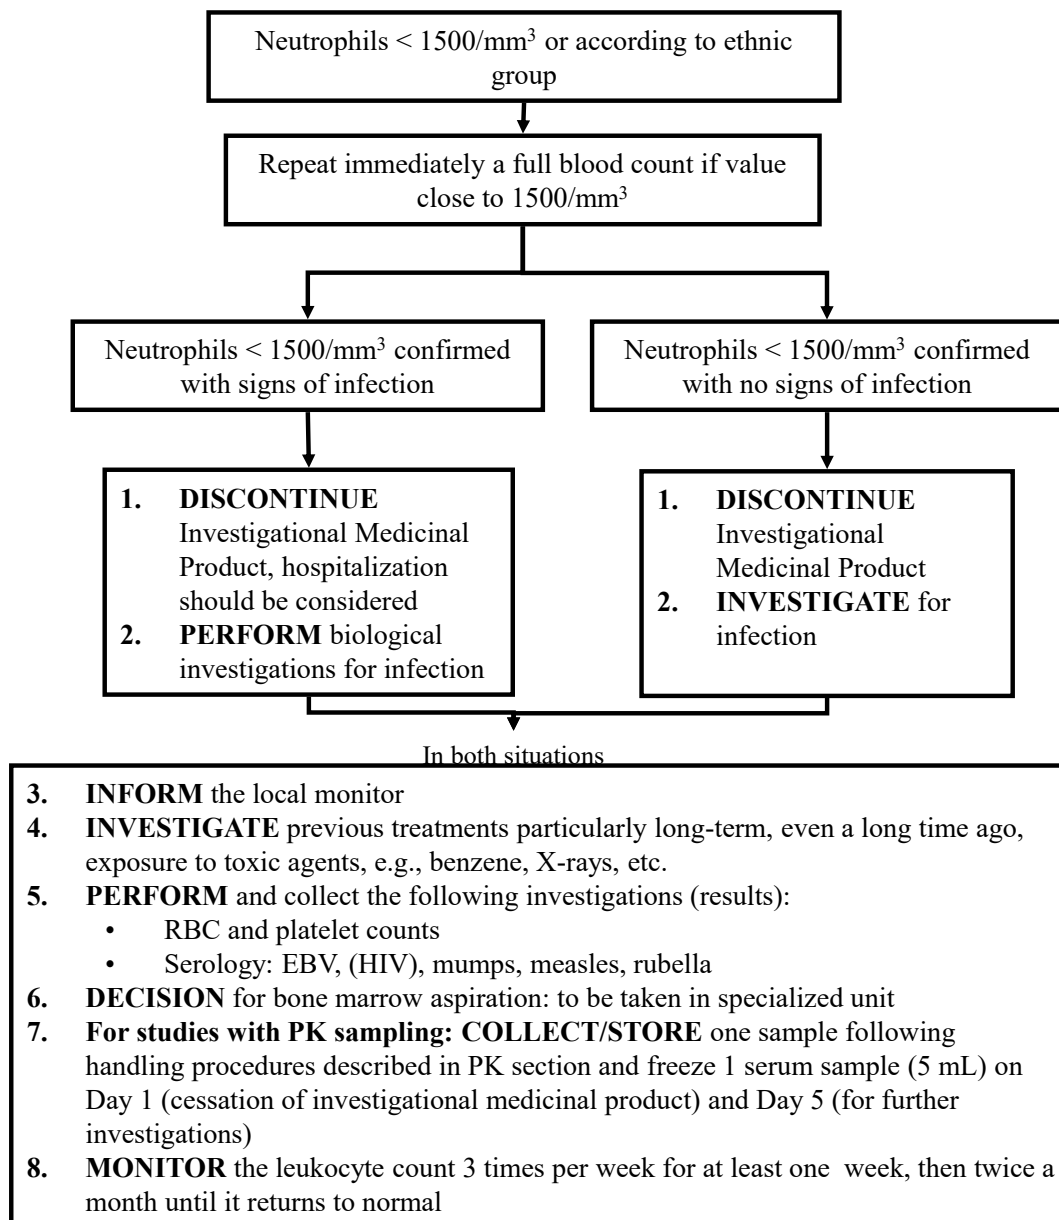 Neutrophils < 1500/mm³ or according to ethnic
group
Repeat immediately a full blood count if value
close to 1500/mm³
Neutrophils < 1500/mm³ confirmed
with signs of infection
Neutrophils < 1500/mm³ confirmed
with no signs of infection
1. DISCONTINUE
Investigational Medicinal
Product, hospitalization
should be considered
2. PERFORM biological
investigations for infection
1. DISCONTINUE
Investigational
Medicinal Product
2. INVESTIGATE for
infection
In both situations
3. INFORM the local monitor
4. INVESTIGATE previous treatments particularly long-term, even a long time ago,
exposure to toxic agents, e.g., benzene, X-rays, etc.
5. PERFORM and collect the following investigations (results):
• RBC and platelet counts
• Serology: EBV, (HIV), mumps, measles, rubella
6. DECISION for bone marrow aspiration: to be taken in specialized unit
7. For studies with PK sampling: COLLECT/STORE one sample following
handling procedures described in PK section and freeze 1 serum sample (5 mL) on
Day 1 (cessation of investigational medicinal product) and Day 5 (for further
investigations)
8. MONITOR the leukocyte count 3 times per week for at least one week, then twice a
month until it returns to normal